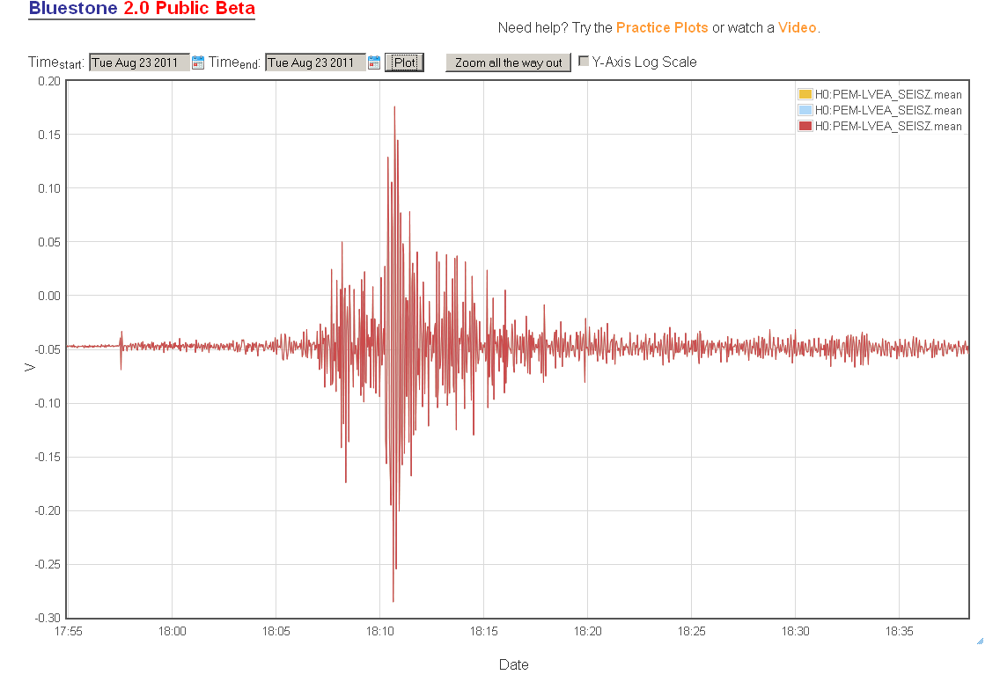 Bluestone 2.0 Public Beta
Need help? Try the Practice Plots or watch a Video.
Timestart: Tue Aug 23 2011 Timeend: Tue Aug 23 2011 Plot Zoom all the way out Y-Axis Log Scale
H0:PEM-LVEA_SEISZ.mean
H0:PEM-LVEA_SEISZ.mean
H0:PEM-LVEA_SEISZ.mean
0.20
0.15
0.10
0.05
0.00
-0.05
-0.10
-0.15
-0.20
-0.25
-0.30
V
17:55 18:00 18:05 18:10 18:15 18:20 18:25 18:30 18:35
Date